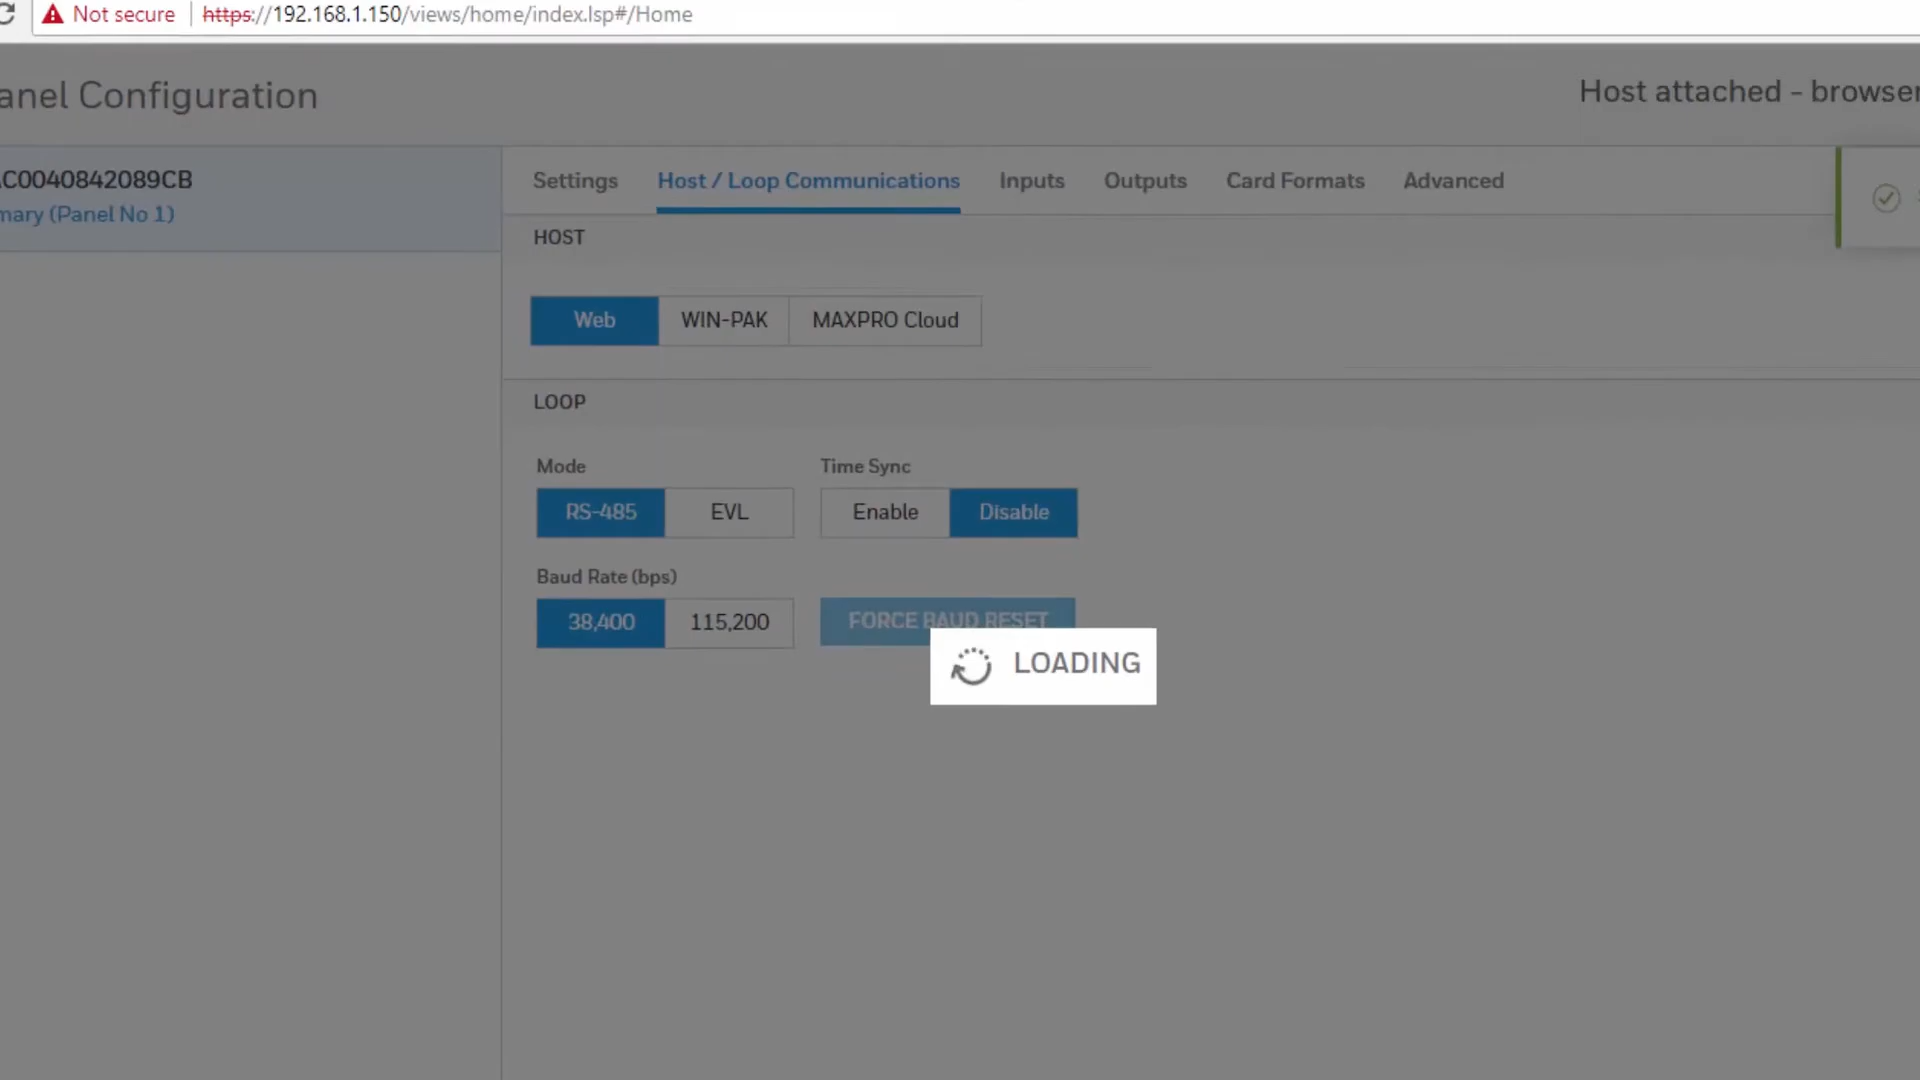 Not secure https://192.168.1.150/views/home/index.lsp#/Home
anel Configuration
Host attached - browser
C0040842089CB
mary (Panel No 1)
Settings Host / Loop Communications Inputs Outputs Card Formats Advanced
HOST
Web WIN-PAK MAXPRO Cloud
LOOP
Mode Time Sync
RS-485 EVL Enable Disable
Baud Rate (bps)
38,400 115,200 FORCE BAUD RESET
LOADING